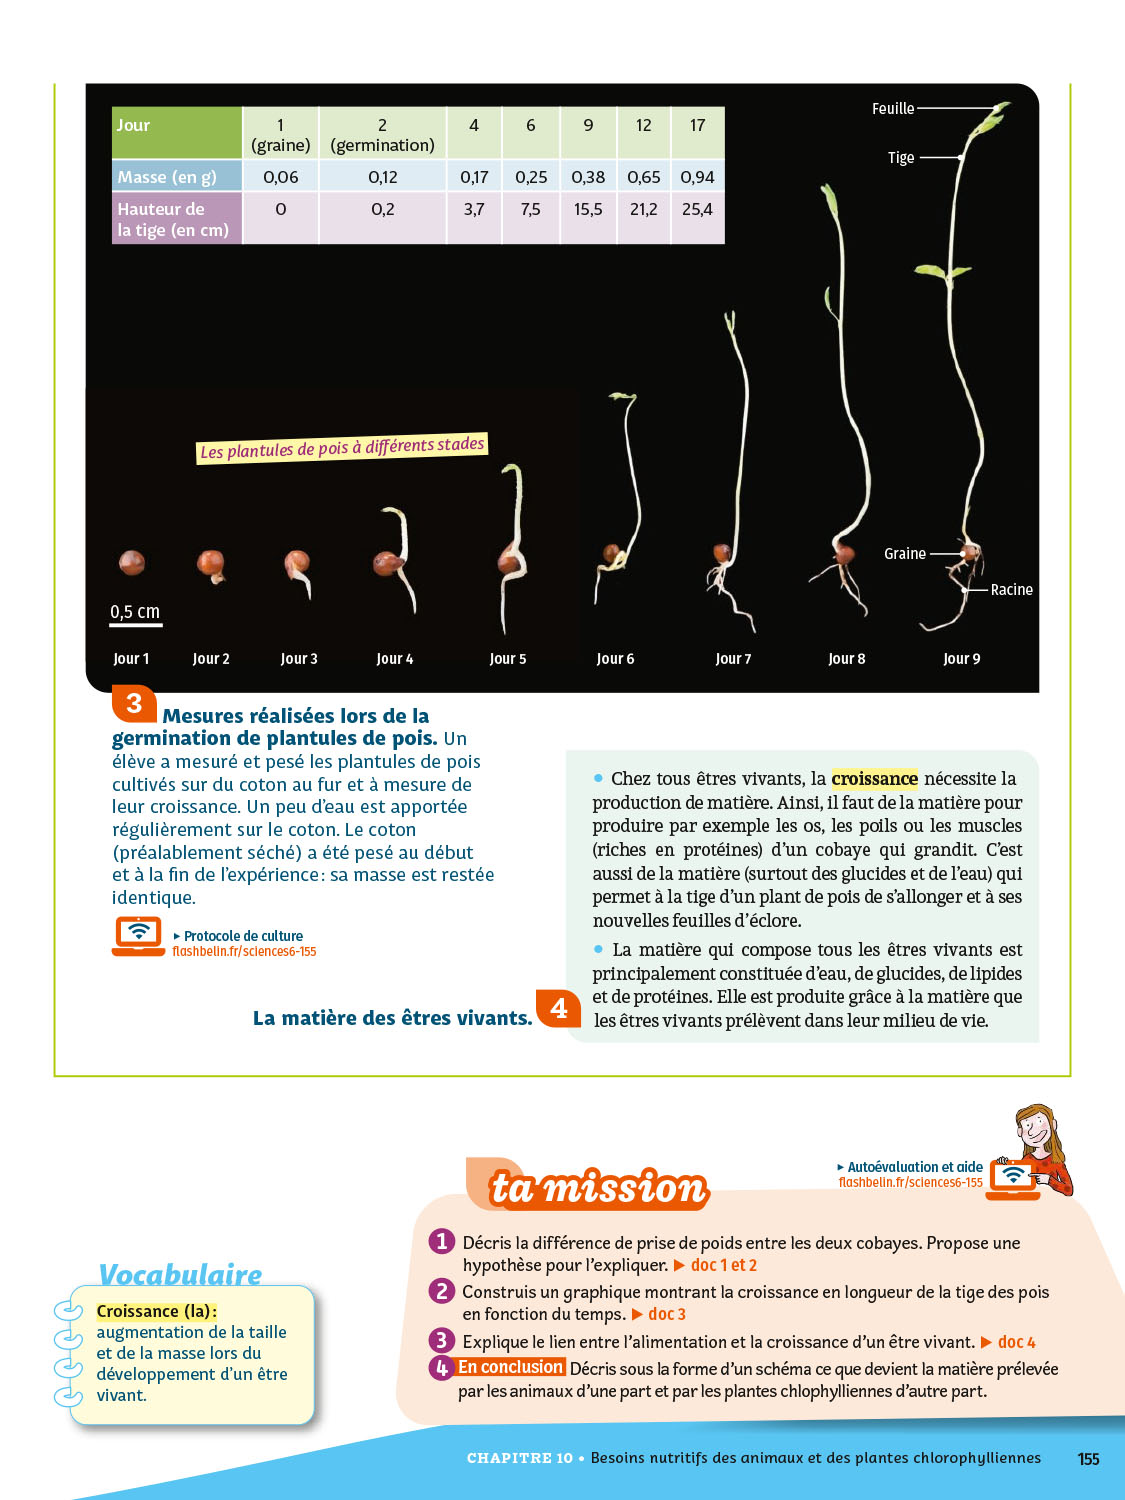 Jour 1 2 4 6 9 12 17
(graine) (germination)
Masse (en g) 0,06 0,12 0,17 0,25 0,38 0,65 0,94
Hauteur de 0 0,2 3,7 7,5 15,5 21,2 25,4
la tige (en cm)
Feuille
Tige
Les plantules de pois à différents stades
Graine
Racine
0,5 cm
Jour 1 Jour 2 Jour 3 Jour 4 Jour 5 Jour 6 Jour 7 Jour 8 Jour 9
3 Mesures réalisées lors de la
germination de plantules de pois. Un
élève a mesuré et pesé les plantules de pois
cultivés sur du coton au fur et à mesure de
leur croissance. Un peu d'eau est apportée
régulièrement sur le coton. Le coton
(préalablement séché) a été pesé au début
et à la fin de l'expérience : sa masse est restée
identique.
▸ Protocole de culture
flashbelin.fr/sciences6-155
• Chez tous êtres vivants, la croissance nécessite la
production de matière. Ainsi, il faut de la matière pour
produire par exemple les os, les poils ou les muscles
(riches en protéines) d'un cobaye qui grandit. C'est
aussi de la matière (surtout des glucides et de l'eau) qui
permet à la tige d'un plant de pois de s'allonger et à ses
nouvelles feuilles d'éclore.
• La matière qui compose tous les êtres vivants est
principalement constituée d'eau, de glucides, de lipides
et de protéines. Elle est produite grâce à la matière que
les êtres vivants prélèvent dans leur milieu de vie.
La matière des êtres vivants. 4
ta mission
▸ Autoévaluation et aide
flashbelin.fr/sciences6-155
1 Décris la différence de prise de poids entre les deux cobayes. Propose une
hypothèse pour l'expliquer. ▶ doc 1 et 2
2 Construis un graphique montrant la croissance en longueur de la tige des pois
en fonction du temps. ▶ doc 3
3 Explique le lien entre l'alimentation et la croissance d'un être vivant. ▶ doc 4
4 En conclusion Décris sous la forme d'un schéma ce que devient la matière prélevée
par les animaux d'une part et par les plantes chlophylliennes d'autre part.
Vocabulaire
Croissance (la) :
augmentation de la taille
et de la masse lors du
développement d'un être
vivant.
CHAPITRE 10 • Besoins nutritifs des animaux et des plantes chlorophylliennes 155